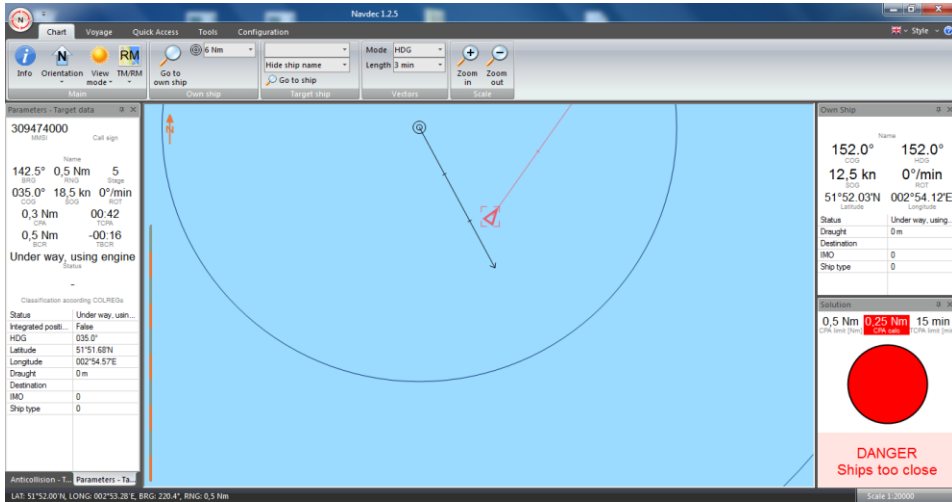 Navdec 1.2.5
N
Chart Voyage Quick Access Tools Configuration
Style
Info
N
Orientation
View mode
RM
TM/RM
Main
Go to own ship
6 Nm
Own ship
Hide ship name
Go to ship
Target ship
Mode HDG
Length 3 min
Vectors
Zoom in
Zoom out
Scale
Parameters - Target data
309474000
MMSI Call sign
Name
142.5° 0,5 Nm 5
BRG RNG Stage
035.0° 18,5 kn 0°/min
COG SOG ROT
0,3 Nm 00:42
CPA TCPA
0,5 Nm -00:16
BCR TBCR
Under way, using engine
Status
-
Classification according COLREGs
Status Under way, usin...
Integrated positi... False
HDG 035.0°
Latitude 51°51.68'N
Longitude 002°54.57'E
Draught 0 m
Destination
IMO 0
Ship type 0
Anticollision - T... Parameters - Ta...
N
Own Ship
Name
152.0° 152.0°
COG HDG
12,5 kn 0°/min
SOG ROT
51°52.03'N 002°54.12'E
Latitude Longitude
Status Under way, using...
Draught 0 m
Destination
IMO 0
Ship type 0
Solution
0,5 Nm 0,25 Nm 15 min
CPA limit [Nm] CPA calc TCPA limit [m
DANGER
Ships too close
LAT: 51°52.00'N, LONG: 002°53.28'E, BRG: 220.4°, RNG: 0,5 Nm
Scale 1:20000